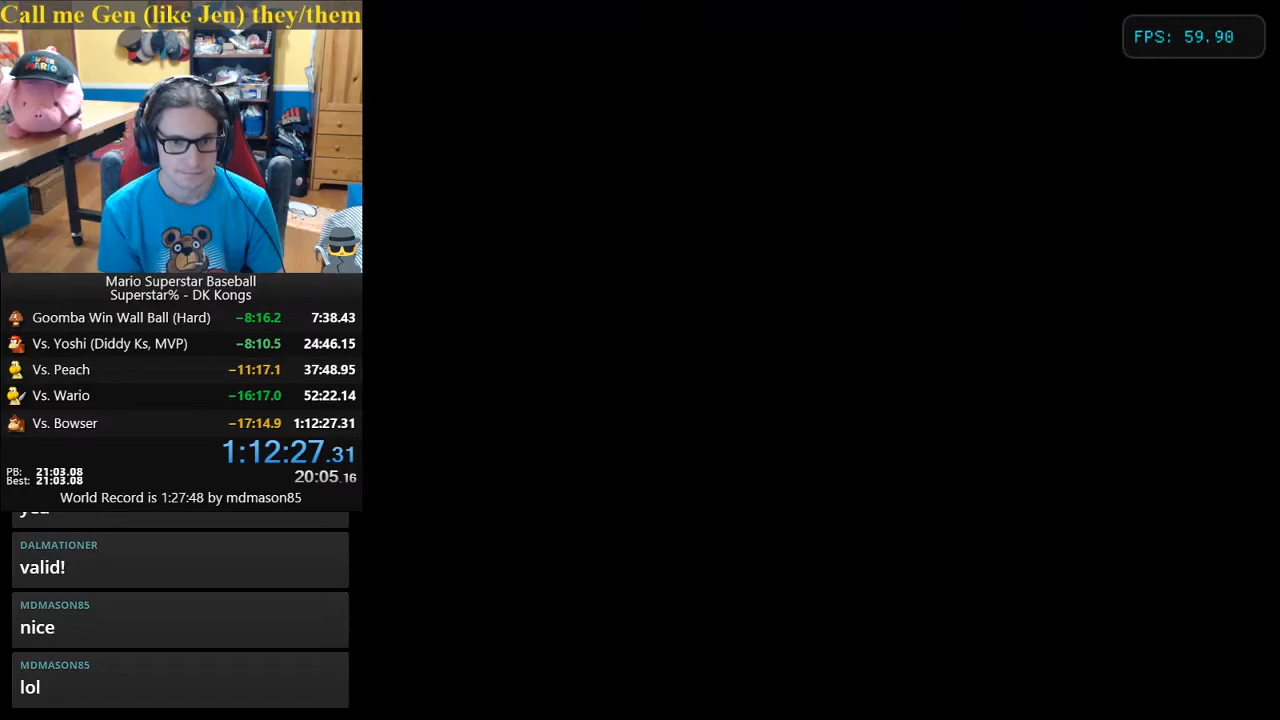 Call me Gen (like Jen) they/them
FPS: 59.90
SUPER MARIO
Mario Superstar Baseball
Superstar% - DK Kongs
Goomba Win Wall Ball (Hard) −8:16.2 7:38.43
Vs. Yoshi (Diddy Ks, MVP) −8:10.5 24:46.15
Vs. Peach −11:17.1 37:48.95
Vs. Wario −16:17.0 52:22.14
Vs. Bowser −17:14.9 1:12:27.31
1:12:27.31
PB: 21:03.08
Best: 21:03.08
20:05.16
World Record is 1:27:48 by mdmason85
DALMATIONER
valid!
MDMASON85
nice
MDMASON85
lol